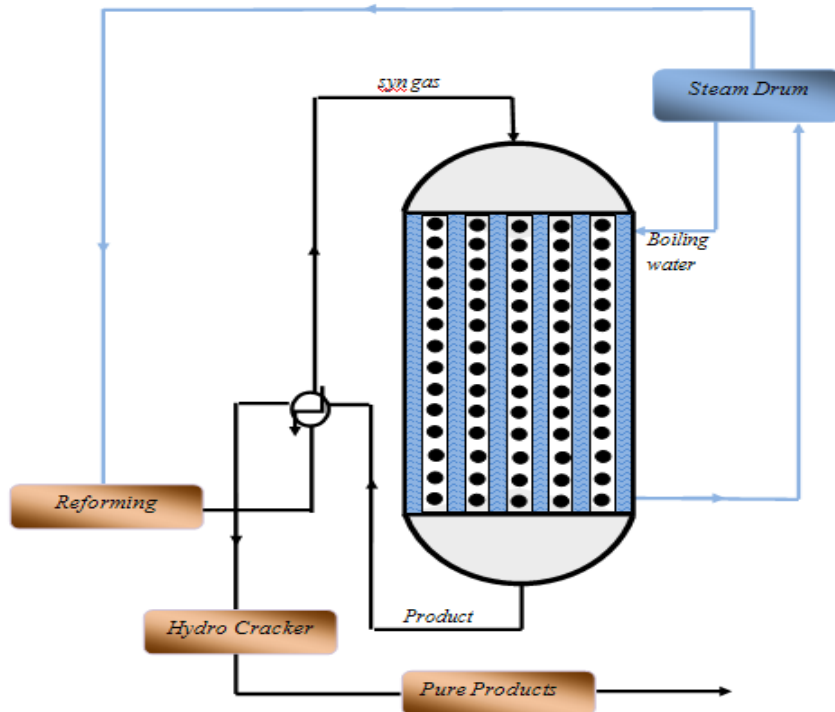 syn gas
Steam Drum
Boiling
water
Reforming
Product
Hydro Cracker
Pure Products